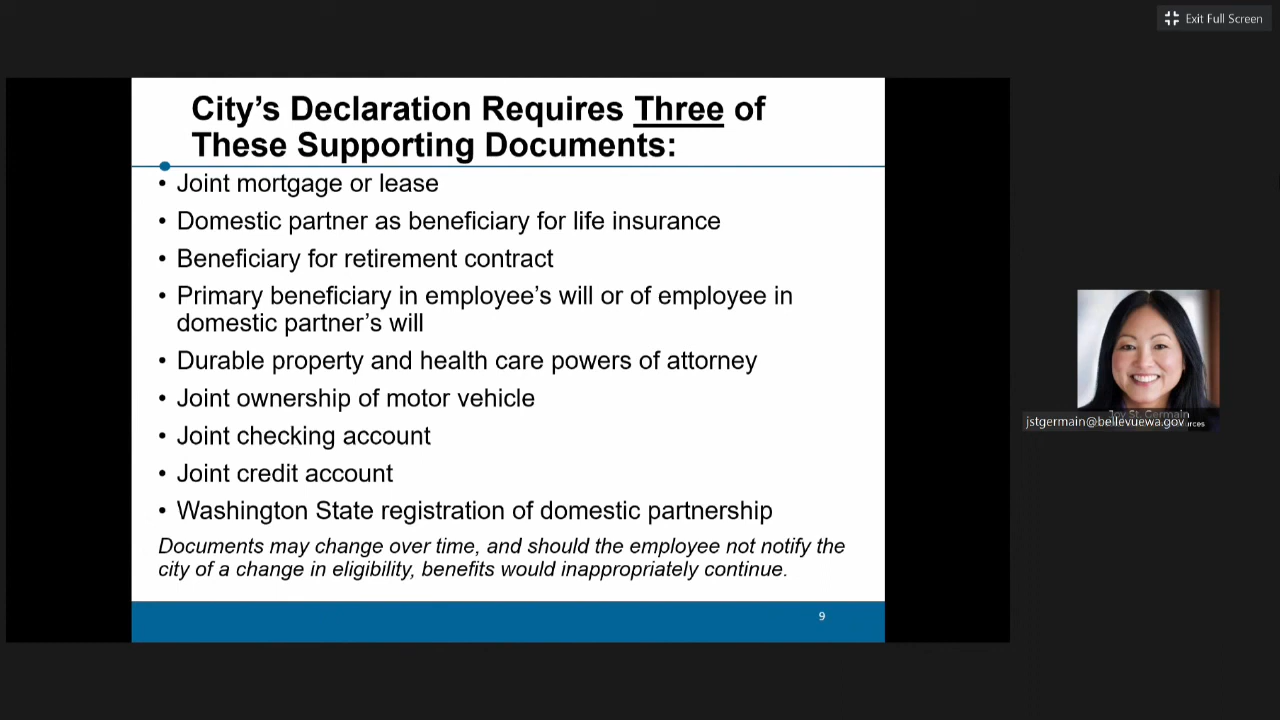 Exit Full Screen
City's Declaration Requires Three of
These Supporting Documents:
• Joint mortgage or lease
• Domestic partner as beneficiary for life insurance
• Beneficiary for retirement contract
• Primary beneficiary in employee's will or of employee in
domestic partner's will
• Durable property and health care powers of attorney
• Joint ownership of motor vehicle
• Joint checking account
• Joint credit account
• Washington State registration of domestic partnership
Documents may change over time, and should the employee not notify the
city of a change in eligibility, benefits would inappropriately continue.
9
Joy St. Germain
jstgermain@bellevuewa.gov